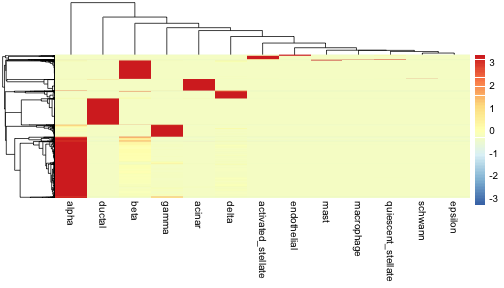 3
2
1
0
-1
-2
-3
alpha
ductal
beta
gamma
acinar
delta
activated_stellate
endothelial
mast
macrophage
quiescent_stellate
schwann
epsilon